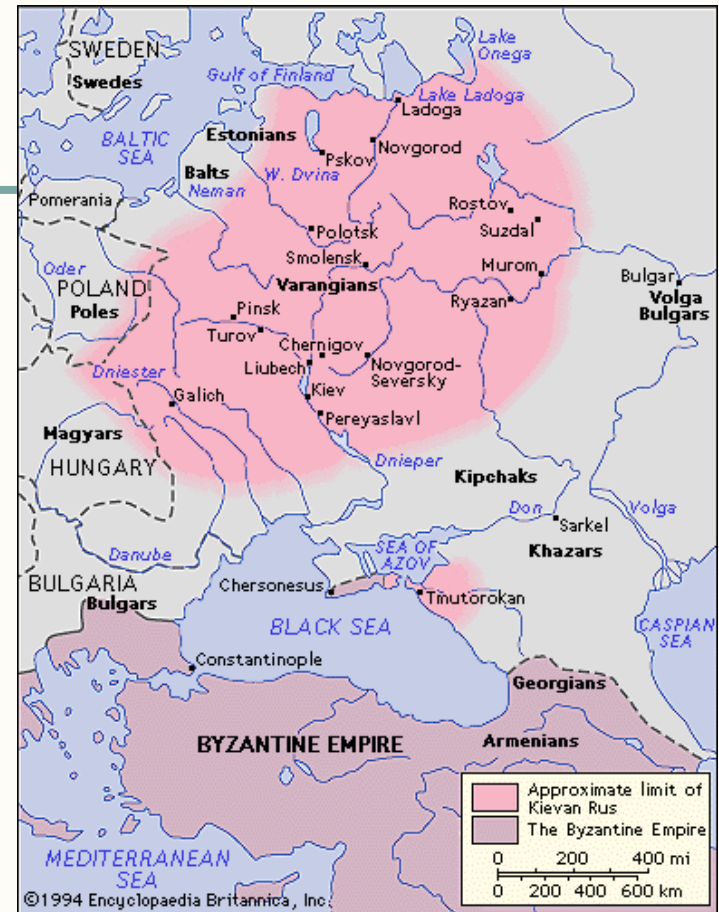 SWEDEN
Swedes
Lake
Onega
Gulf of Finland
Lake Ladoga
Ladoga
BALTIC
SEA
Estonians
Novgorod
Pskov
Balts
Neman
W. Dvina
Pomerania
Rostov
Suzdal
Polotsk
Smolensk
Murom
Oder
POLAND
Poles
Varangians
Bulgar
Volga
Bulgars
Pinsk
Ryazan
Turov
Chernigov
Liubech
Novgorod-
Seversky
Dniester
Galich
Kiev
Pereyaslavl
Magyars
HUNGARY
Dnieper
Kipchaks
Don
Volga
Sarkel
Danube
SEA OF
AZOV
Khazars
BULGARIA
Bulgars
Chersonesus
Tmutorokan
BLACK SEA
CASPIAN
SEA
Constantinople
Georgians
BYZANTINE EMPIRE
Armenians
Approximate limit of
Kievan Rus
The Byzantine Empire
0 200 400 mi
0 200 400 600 km
MEDITERRANEAN
SEA
©1994 Encyclopaedia Britannica, Inc.